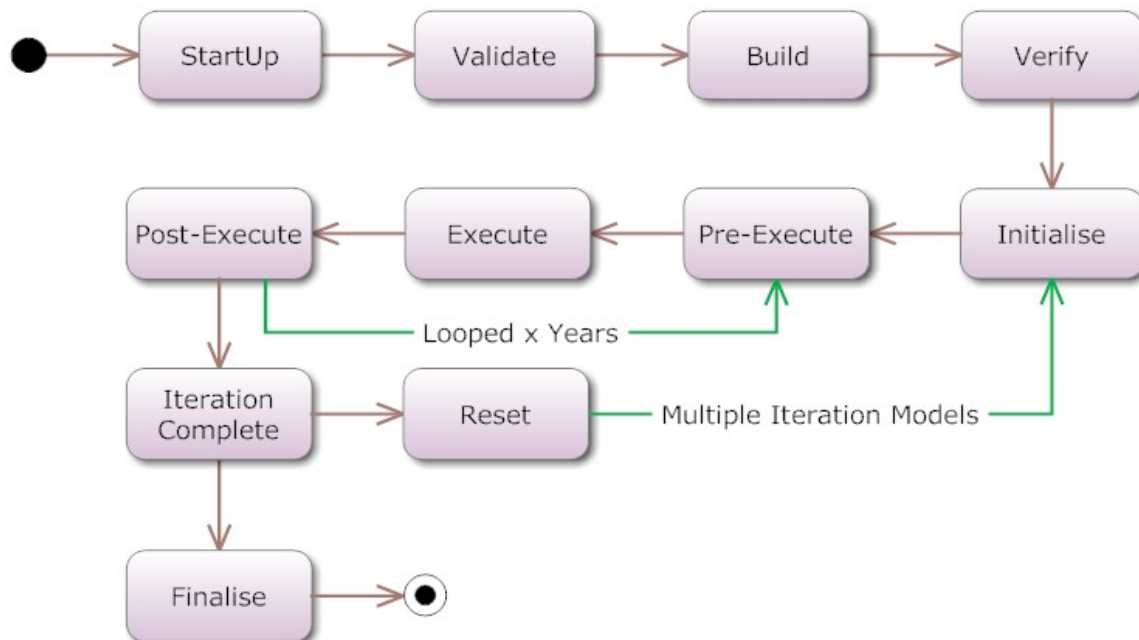 StartUp
Validate
Build
Verify
Post-Execute
Execute
Pre-Execute
Initialise
Looped x Years
Iteration
Complete
Reset
Multiple Iteration Models
Finalise